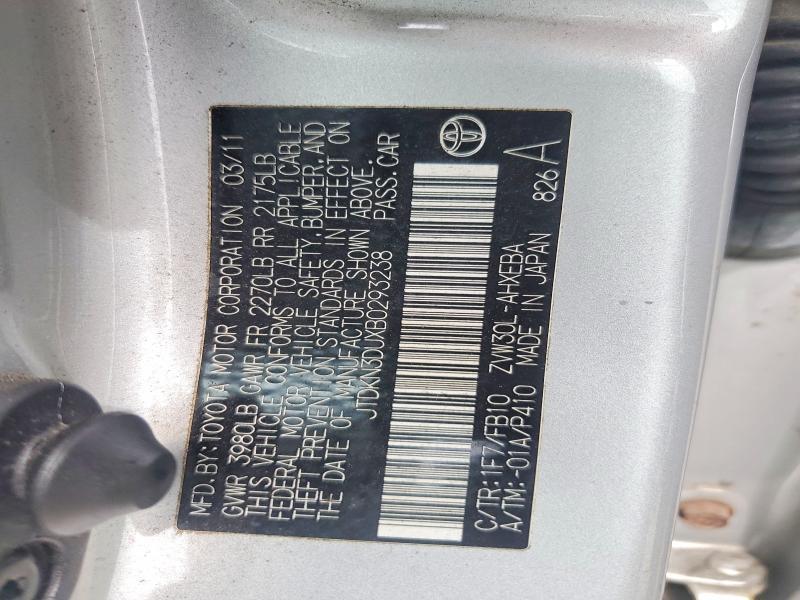 MFD.BY:TOYOTA MOTOR CORPORATION 03/11
GVWR 3980LB GAWR FR 2270LB RR 2175LB
THIS VEHICLE CONFORMS TO ALL APPLICABLE
FEDERAL MOTOR VEHICLE SAFETY,BUMPER,AND
THEFT PREVENTION STANDARDS IN EFFECT ON
THE DATE OF MANUFACTURE SHOWN ABOVE.
JTDKN3DUXB0293238 PASS.CAR
C/TR:1F7/FB10 ZVW30L-AHXEBA
A/TM:-01A/P410 MADE IN JAPAN 826 A